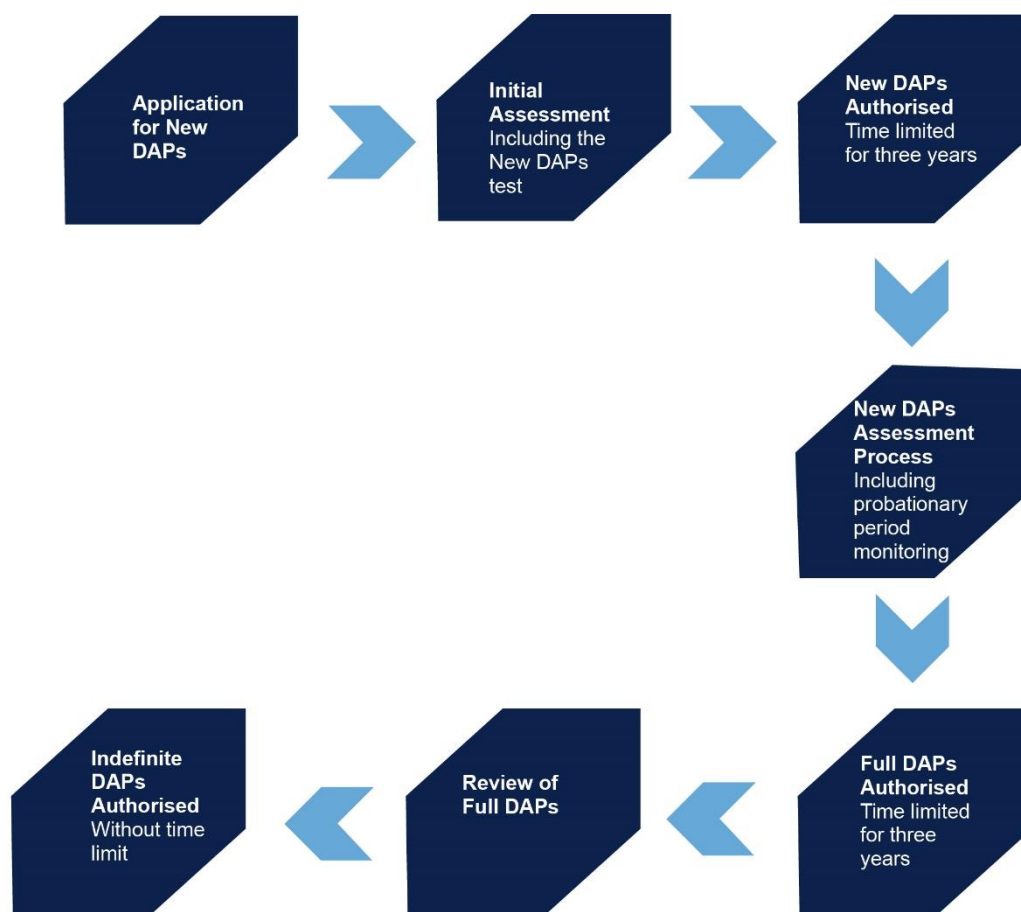 Application
for New
DAPs
Initial
Assessment
Including the
New DAPs
test
New DAPs
Authorised
Time limited
for three years
New DAPs
Assessment
Process
Including
probationary
period
monitoring
Full DAPs
Authorised
Time limited
for three
years
Review of
Full DAPs
Indefinite
DAPs
Authorised
Without time
limit